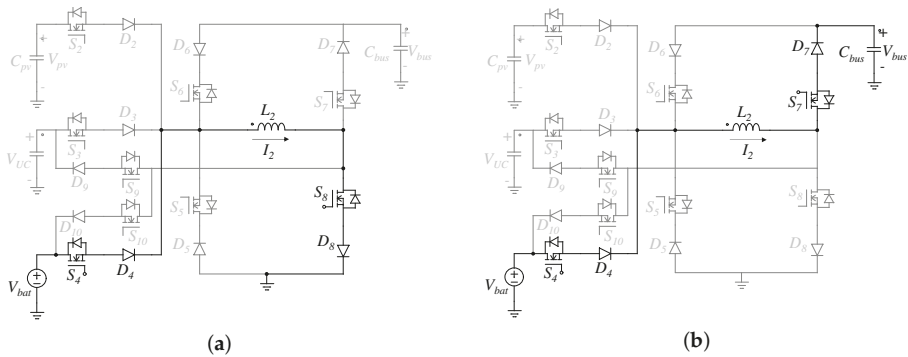 S2 D2
Cpv Vpv
D6 D7 Cbus Vbus
S6 S7
L2
I2
D3
VUC S3
D9 S9
S8
S5
D10 S10
D5 D8
S4 D4
Vbat
(a)
S2 D2
Cpv Vpv
D6 D7 Cbus Vbus
S6 S7
L2
I2
D3
VUC S3
D9 S9
S8
S5
D10 S10
D5 D8
S4 D4
Vbat
(b)